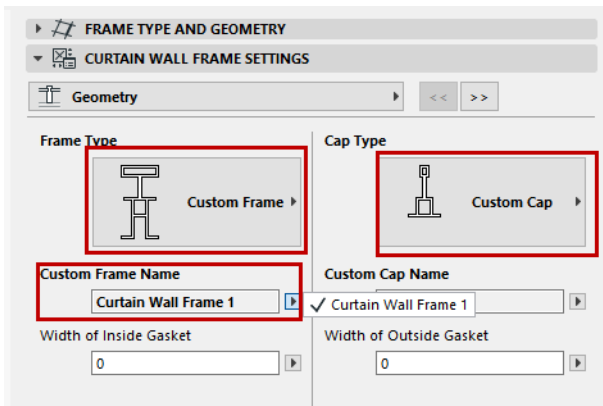 FRAME TYPE AND GEOMETRY
CURTAIN WALL FRAME SETTINGS
Geometry
<< >>
Frame Type
Cap Type
Custom Frame
Custom Cap
Custom Frame Name
Custom Cap Name
Curtain Wall Frame 1
Curtain Wall Frame 1
Width of Inside Gasket
Width of Outside Gasket
0
0